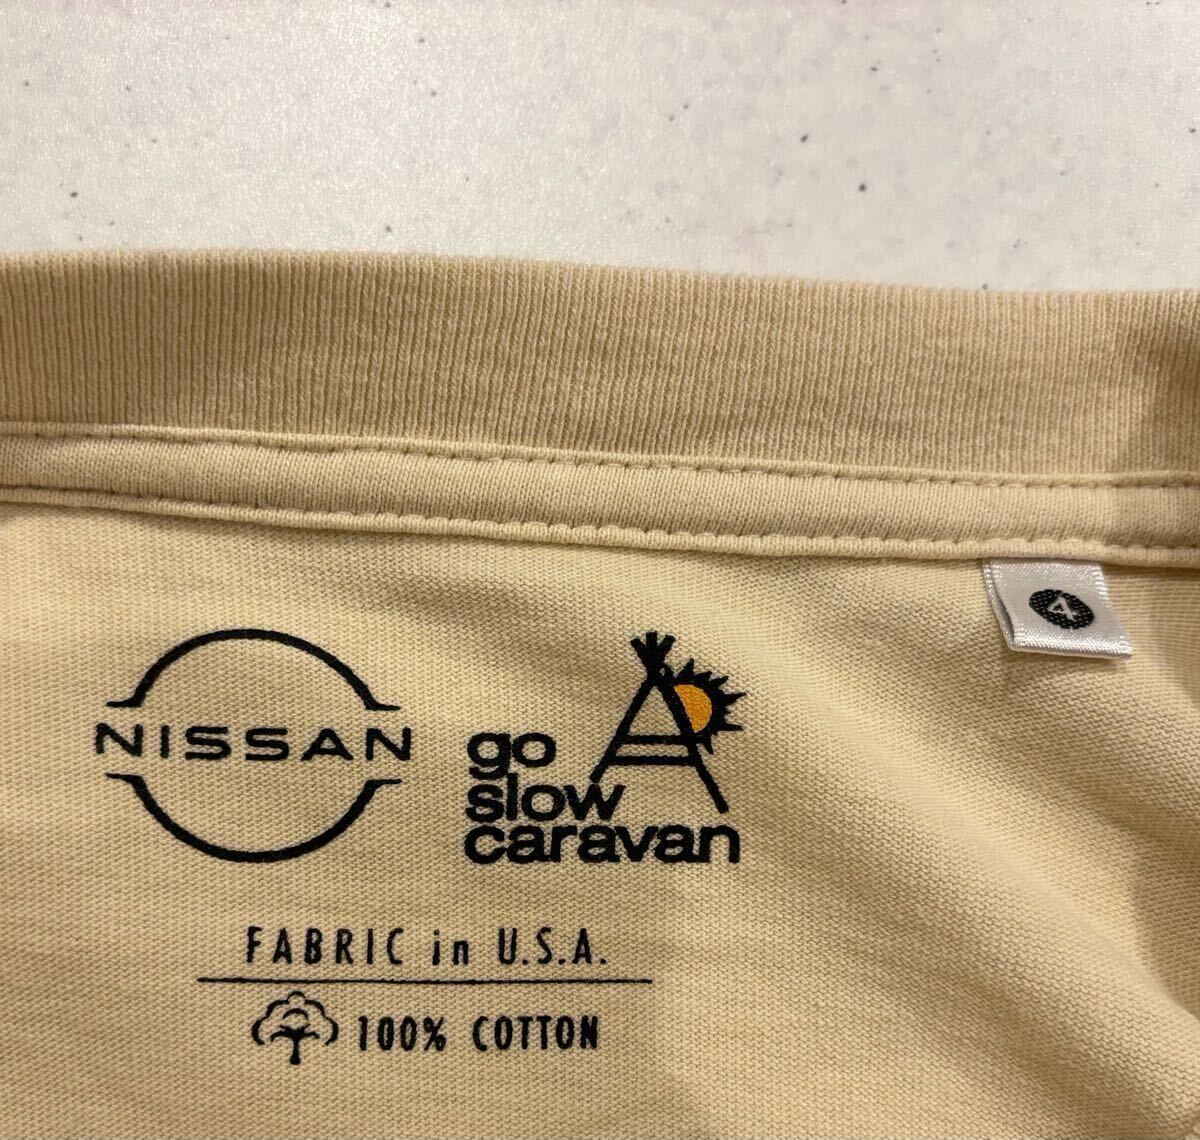 4
NISSAN
go
slow
caravan
FABRIC in U.S.A.
100% COTTON